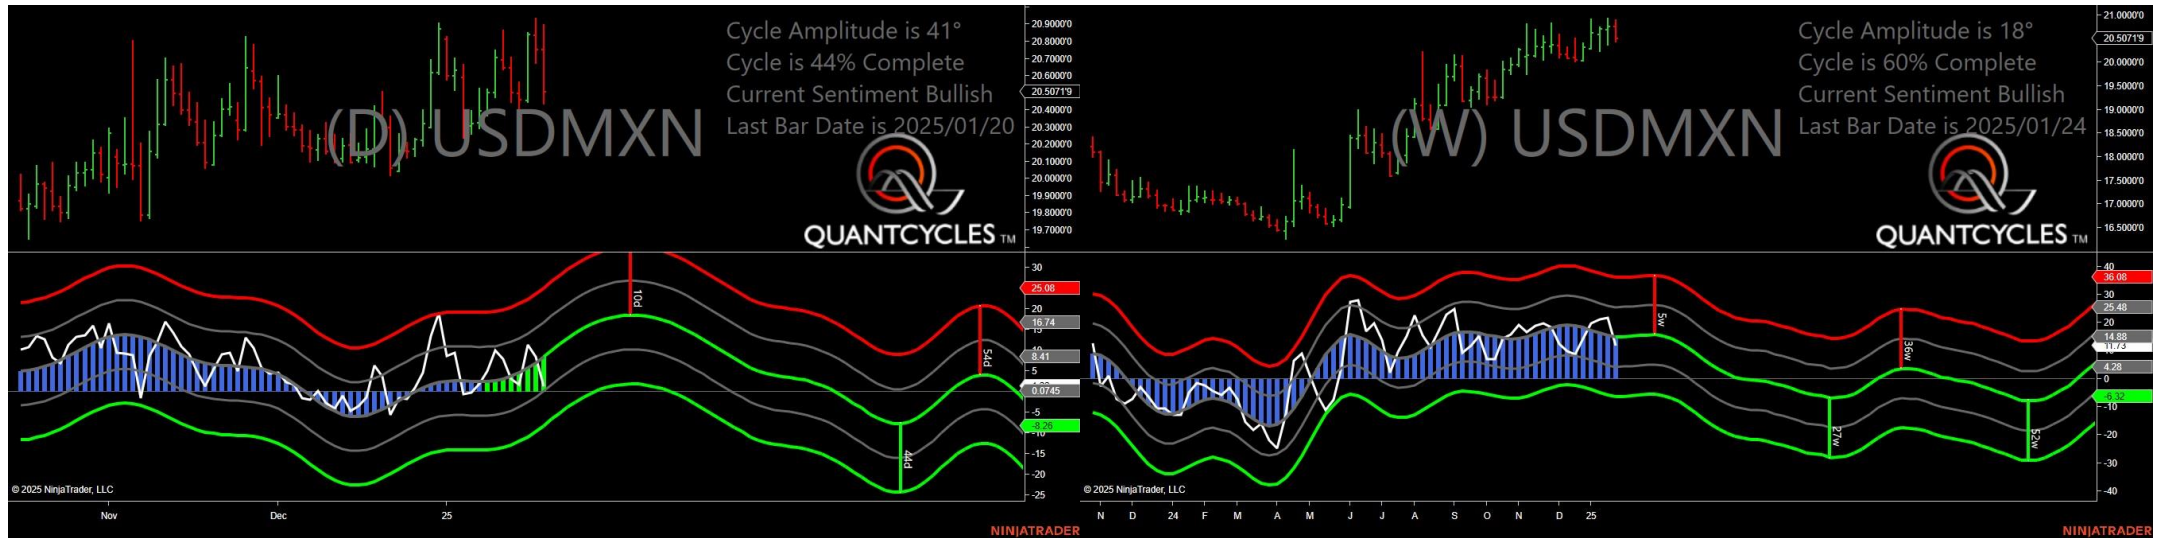 Cycle Amplitude is 41°
Cycle is 44% Complete
Current Sentiment Bullish
Last Bar Date is 2025/01/20
(D) USDMXN
QUANTCYCLES TM
20.9000'0
20.8000'0
20.7000'0
20.6000'0
20.5071'9
20.4000'0
20.3000'0
20.2000'0
20.1000'0
20.0000'0
19.9000'0
19.8000'0
19.7000'0
10d
44d
54d
30
25.08
20
16.74
8.41
5
0.0745
-5
-8.26
-10
-15
-20
-25
© 2025 NinjaTrader, LLC
Nov
Dec
25
NINJATRADER
Cycle Amplitude is 18°
Cycle is 60% Complete
Current Sentiment Bullish
Last Bar Date is 2025/01/24
(W) USDMXN
QUANTCYCLES TM
21.0000'0
20.5071'9
20.0000'0
19.5000'0
19.0000'0
18.5000'0
18.0000'0
17.5000'0
17.0000'0
16.5000'0
5w
27w
36w
52w
40
36.08
30
25.48
20
14.88
11.73
4.28
0
-6.32
-10
-20
-30
-40
© 2025 NinjaTrader, LLC
N D 24 F M A M J J A S O N D 25
NINJATRADER